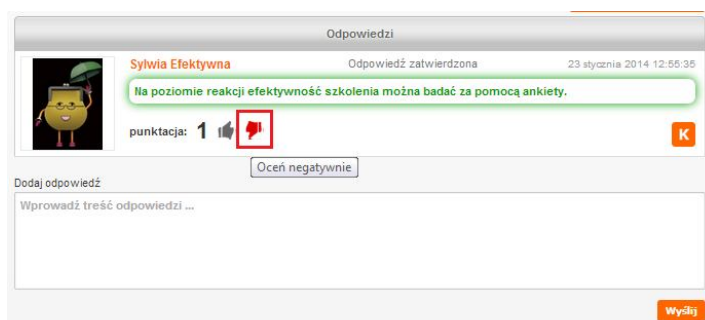 Odpowiedzi
Sylwia Efektywna Odpowiedź zatwierdzona 23 stycznia 2014 12:55:35
Na poziomie reakcji efektywność szkolenia można badać za pomocą ankiety.
punktacja: 1 K
Oceń negatywnie
Dodaj odpowiedź
Wprowadź treść odpowiedzi ...
Wyślij